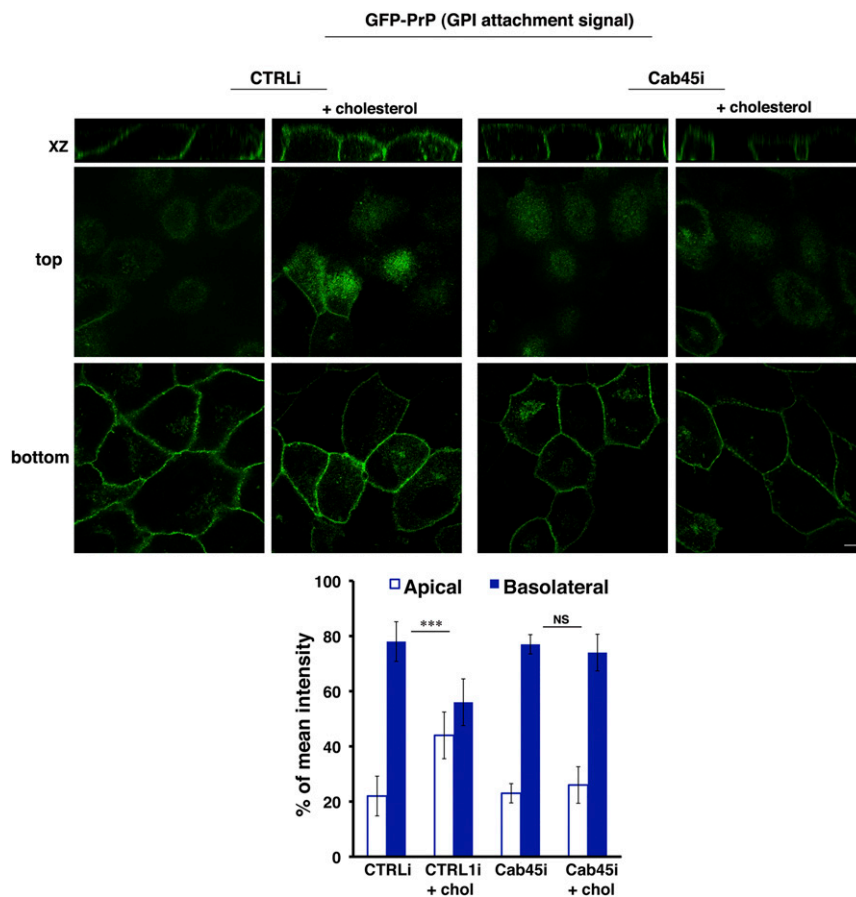 GFP-PrP (GPI attachment signal)
CTRLi
Cab45i
+ cholesterol
+ cholesterol
XZ
top
bottom
Apical
Basolateral
***
NS
% of mean intensity
100
80
60
40
20
0
CTRLi
CTRL1i
+ chol
Cab45i
Cab45i
+ chol